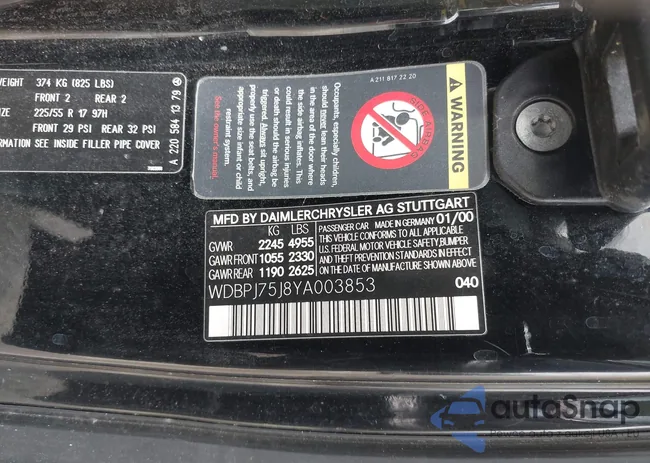 WEIGHT 374 KG (825 LBS)
FRONT 2 REAR 2
225/55 R 17 97H
FRONT 29 PSI REAR 32 PSI
SEE INSIDE FILLER PIPE COVER
A 220 584 13 79
A 211 817 22 20
Occupants, especially children,
should never lean their
head in the area of the door where
the side airbag inflates. This
could result in serious injuries
or death should the airbag be
triggered. Always sit upright,
properly use the seat belts, and
appropriate size infant or child
restraint system.
See the owner's manual.
SIDE AIRBAG
WARNING
MFD BY DAIMLERCHRYSLER AG STUTTGART
KG LBS
GVWR 2245 4955
GAWR FRONT 1055 2330
GAWR REAR 1190 2625
PASSENGER CAR MADE IN GERMANY 01/00
THIS VEHICLE CONFORMS TO ALL APPLICABLE
U.S. FEDERAL MOTOR VEHICLE SAFETY, BUMPER
AND THEFT PREVENTION STANDARDS IN EFFECT
ON THE DATE OF MANUFACTURE SHOWN ABOVE.
WDBPJ75J8YA003853 040
autoSnap